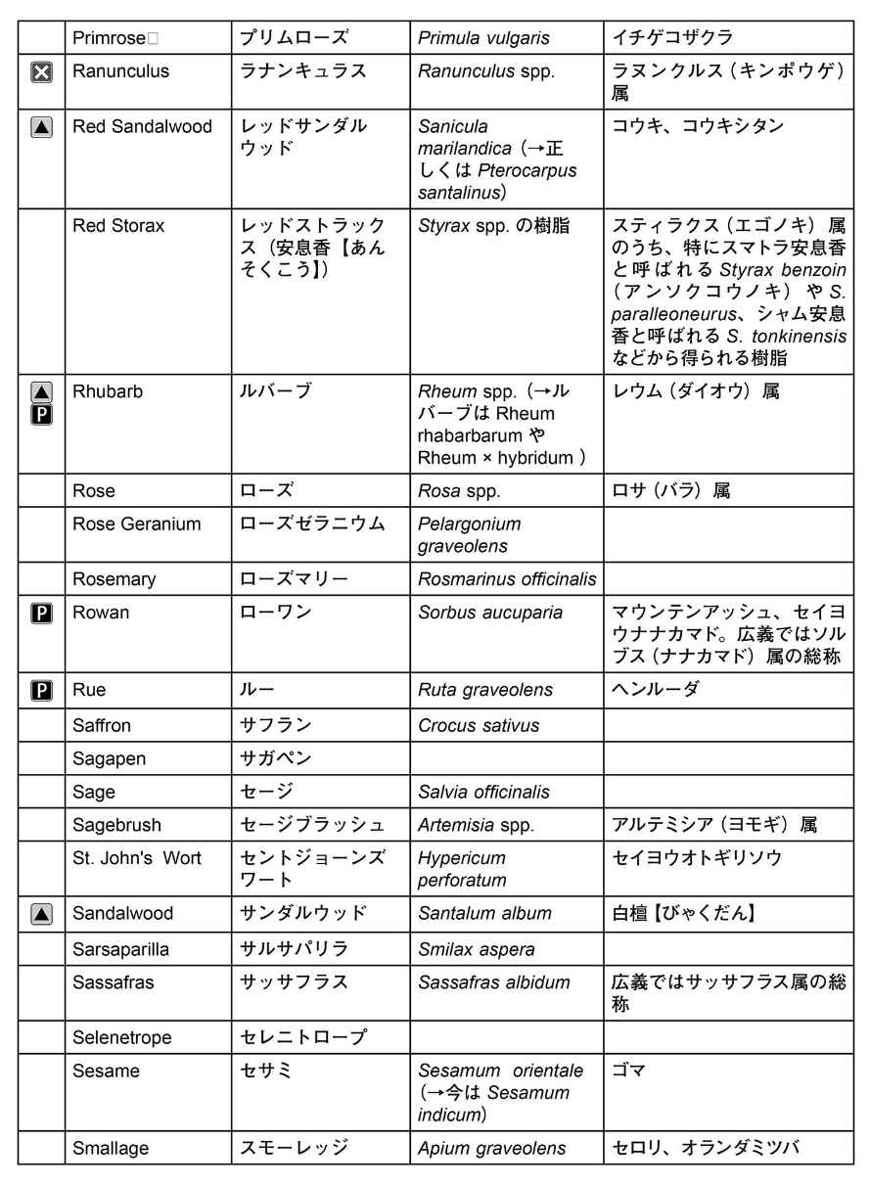 Primrose□ プリムローズ Primula vulgaris イチゲコザクラ
Ranunculus ラナンキュラス Ranunculus spp. ラヌンクルス（キンポウゲ）
属
▲ Red Sandalwood レッドサンダル Sanicula コウキ、コウキシタン
ウッド marilandica（→正
しくは Pterocarpus
santalinus）
Red Storax レッドストラック Styrax spp. の樹脂 スティラクス（エゴノキ）属
ス（安息香【あん のうち、特にスマトラ安息香
そくこう】） と呼ばれる Styrax benzoin
（アンソクコウノキ）や S.
paralleoneurus、シャム安息
香と呼ばれる S. tonkinensis
などから得られる樹脂
▲ Rhubarb ルバーブ Rheum spp.（→ル レウム（ダイオウ）属
P バーブは Rheum
rhabarbarum や
Rheum × hybridum ）
Rose ローズ Rosa spp. ロサ（バラ）属
Rose Geranium ローズゼラニウム Pelargonium
graveolens
Rosemary ローズマリー Rosmarinus officinalis
P Rowan ローワン Sorbus aucuparia マウンテンアッシュ、セイヨ
ウナナカマド。広義ではソル
ブス（ナナカマド）属の総称
P Rue ルー Ruta graveolens ヘンルーダ
Saffron サフラン Crocus sativus
Sagapen サガペン
Sage セージ Salvia officinalis
Sagebrush セージブラッシュ Artemisia spp. アルテミシア（ヨモギ）属
St. John's Wort セントジョーンズ Hypericum セイヨウオトギリソウ
ワート perforatum
▲ Sandalwood サンダルウッド Santalum album 白檀【びゃくだん】
Sarsaparilla サルサパリラ Smilax aspera
Sassafras サッサフラス Sassafras albidum 広義ではサッサフラス属の総
称
Selenetrope セレニトロープ
Sesame セサミ Sesamum orientale ゴマ
（→今は Sesamum
indicum）
Smallage スモーレッジ Apium graveolens セロリ、オランダミツバ